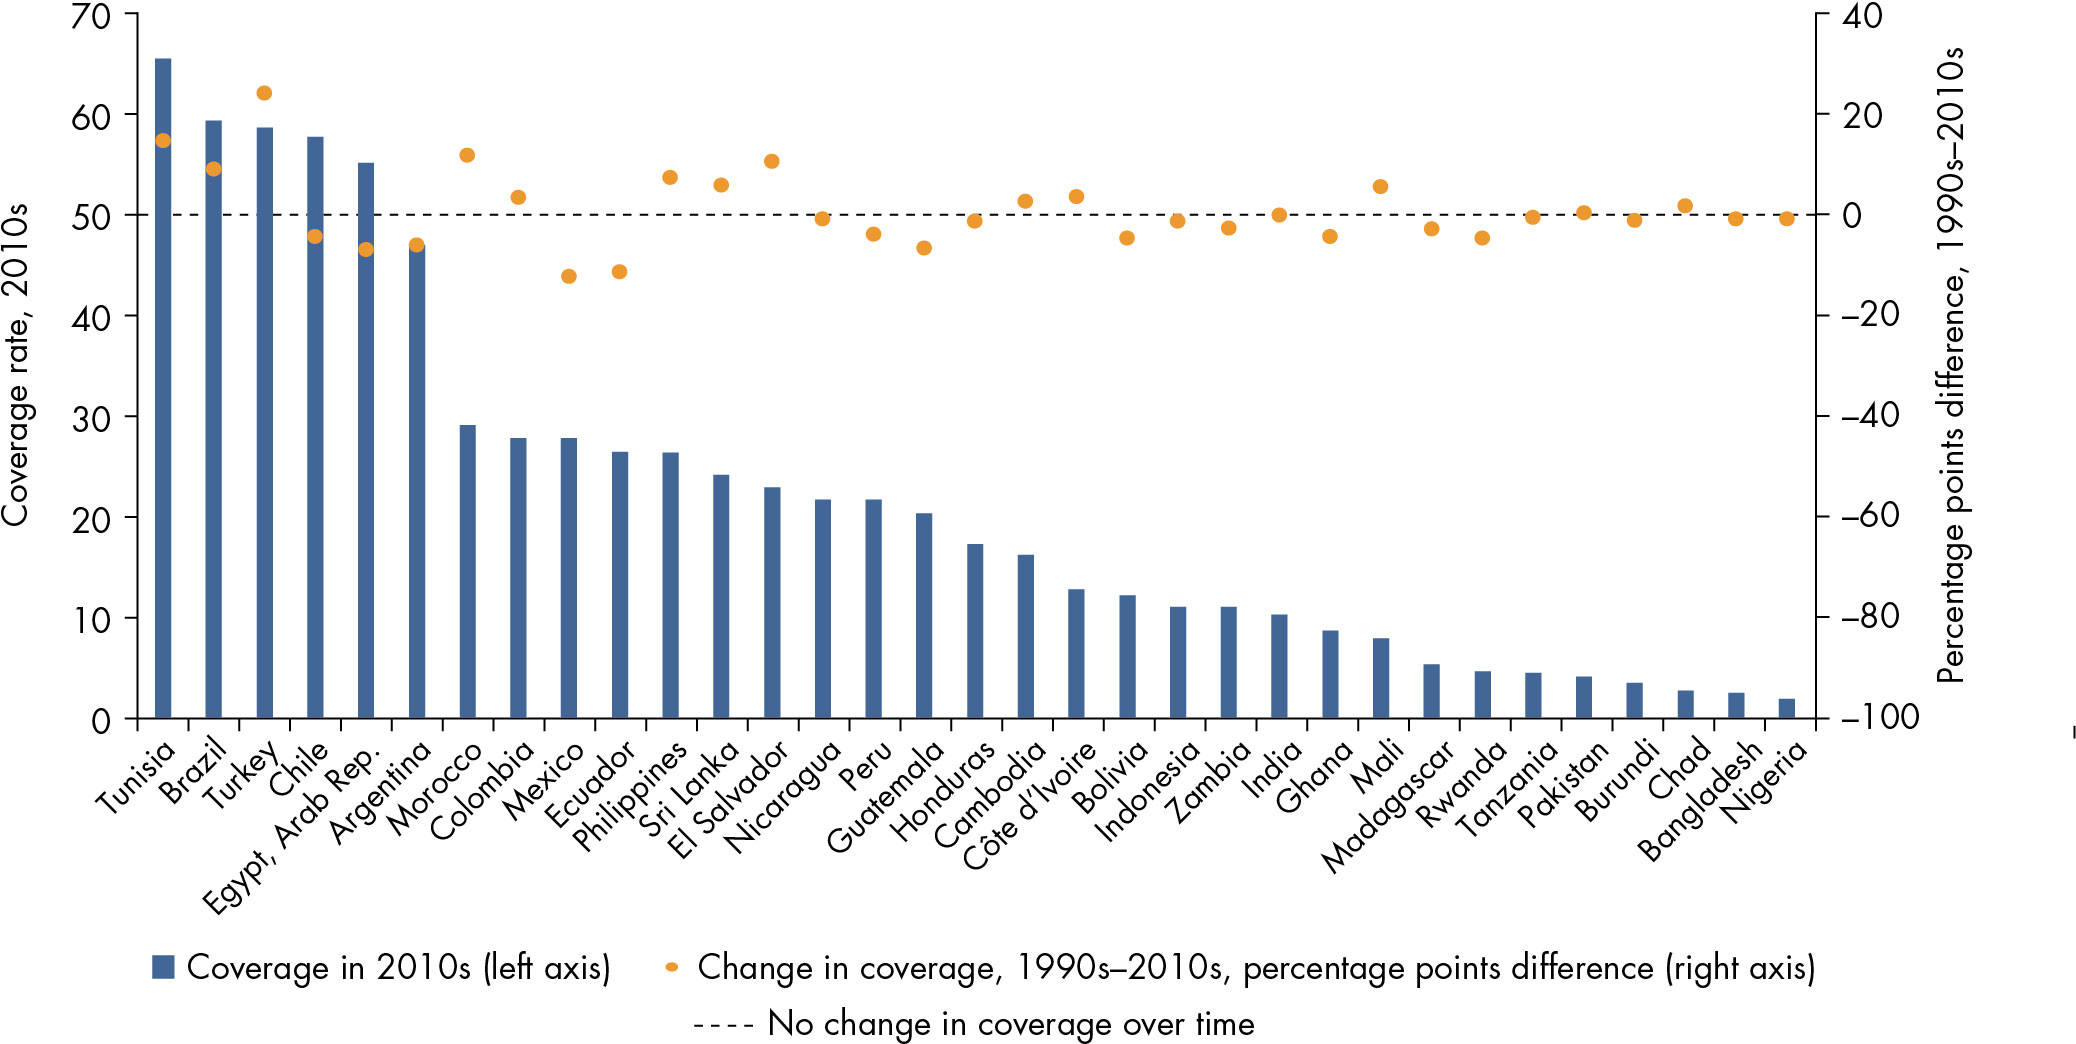 Coverage rate, 2010s
70
60
50
40
30
20
10
0
40
20
0
–20
–40
–60
–80
–100
Percentage points difference, 1990s–2010s
Tunisia
Brazil
Turkey
Chile
Egypt, Arab Rep.
Argentina
Morocco
Colombia
Mexico
Ecuador
Philippines
Sri Lanka
El Salvador
Nicaragua
Peru
Guatemala
Honduras
Cambodia
Côte d’Ivoire
Bolivia
Indonesia
Zambia
India
Ghana
Mali
Madagascar
Rwanda
Tanzania
Pakistan
Burundi
Chad
Bangladesh
Nigeria
Coverage in 2010s (left axis)
Change in coverage, 1990s–2010s, percentage points difference (right axis)
No change in coverage over time